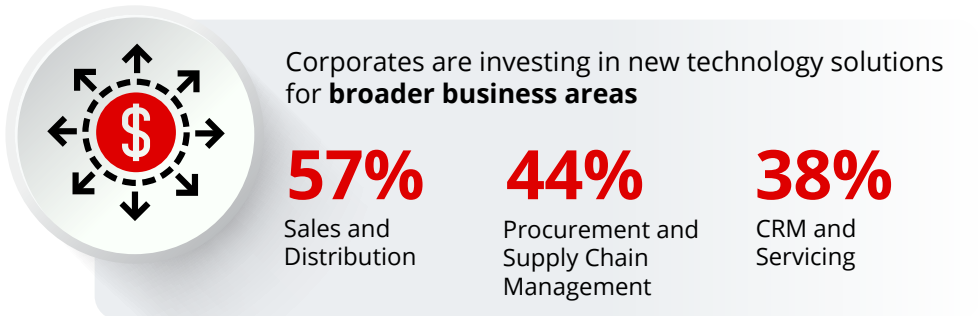 $
Corporates are investing in new technology solutions
for broader business areas
57%
Sales and
Distribution
44%
Procurement and
Supply Chain
Management
38%
CRM and
Servicing